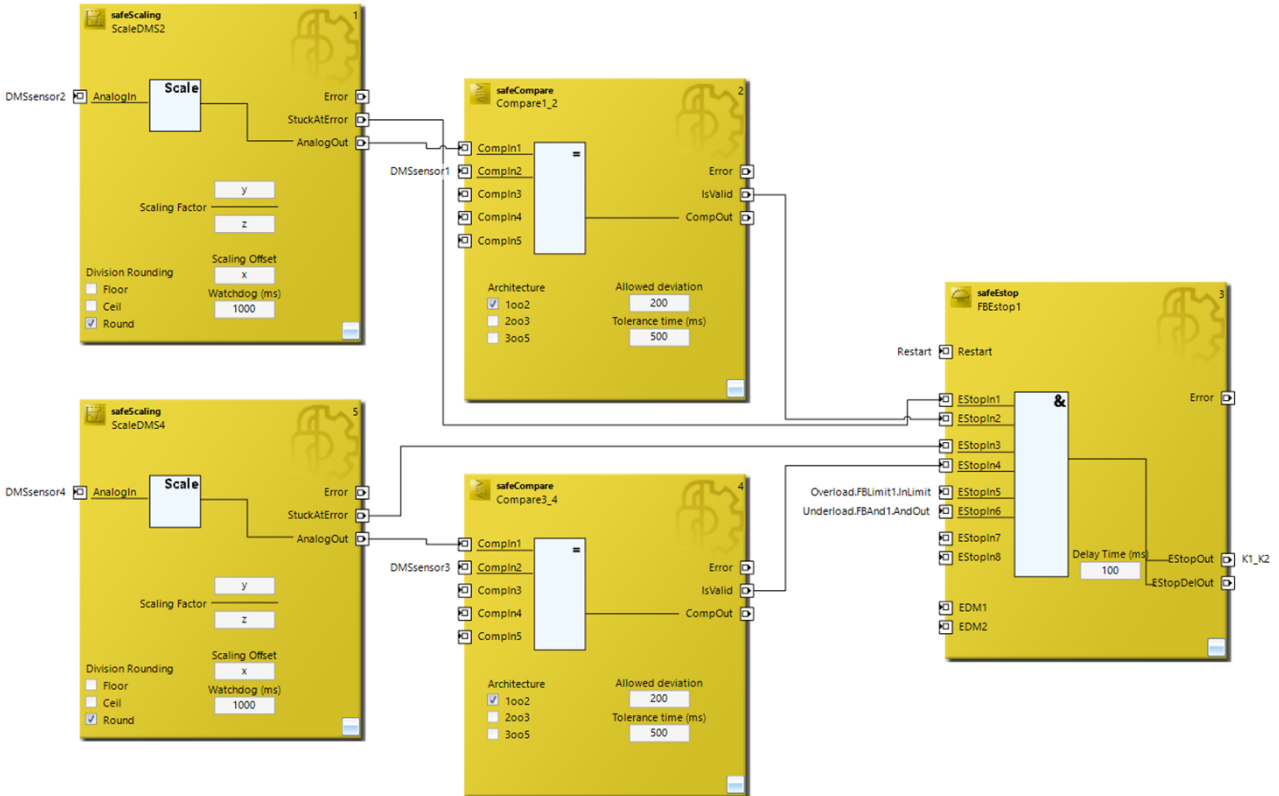 safeScaling 1
ScaleDMS2
DMSsensor2 AnalogIn Scale
Error
StuckAtError
AnalogOut
y
Scaling Factor
z
Scaling Offset
x
Division Rounding
Floor
Ceil
Round
Watchdog (ms)
1000
safeCompare 2
Compare1_2
CompIn1 =
DMSsensor1 CompIn2
CompIn3
CompIn4
CompIn5
Error
IsValid
CompOut
Architecture
1oo2
2oo3
3oo5
Allowed deviation
200
Tolerance time (ms)
500
safeEstop 3
FBEstop1
Restart Restart
EStopIn1 &
EStopIn2
EStopIn3
EStopIn4
Overload.FBLimit1.InLimit EStopIn5
Underload.FBAnd1.AndOut EStopIn6
EStopIn7
EStopIn8
EDM1
EDM2
Error
Delay Time (ms)
100
EStopOut K1_K2
EStopDelOut
safeScaling 5
ScaleDMS4
DMSsensor4 AnalogIn Scale
Error
StuckAtError
AnalogOut
y
Scaling Factor
z
Scaling Offset
x
Division Rounding
Floor
Ceil
Round
Watchdog (ms)
1000
safeCompare 4
Compare3_4
CompIn1 =
DMSsensor3 CompIn2
CompIn3
CompIn4
CompIn5
Error
IsValid
CompOut
Architecture
1oo2
2oo3
3oo5
Allowed deviation
200
Tolerance time (ms)
500